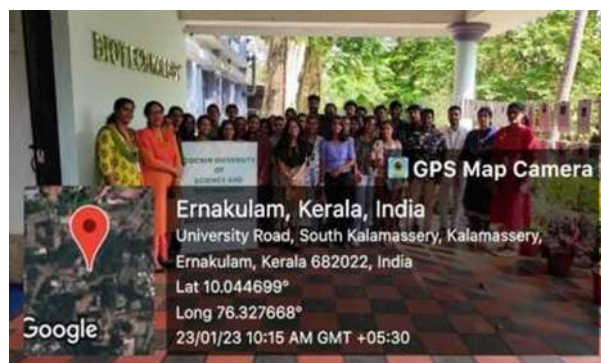 BIOTECHNOLOGY
COCHIN UNIVERSITY
OF
SCIENCE AND
GPS Map Camera
Ernakulam, Kerala, India
University Road, South Kalamassery, Kalamassery,
Ernakulam, Kerala 682022, India
Lat 10.044699°
Long 76.327668°
23/01/23 10:15 AM GMT +05:30
Google